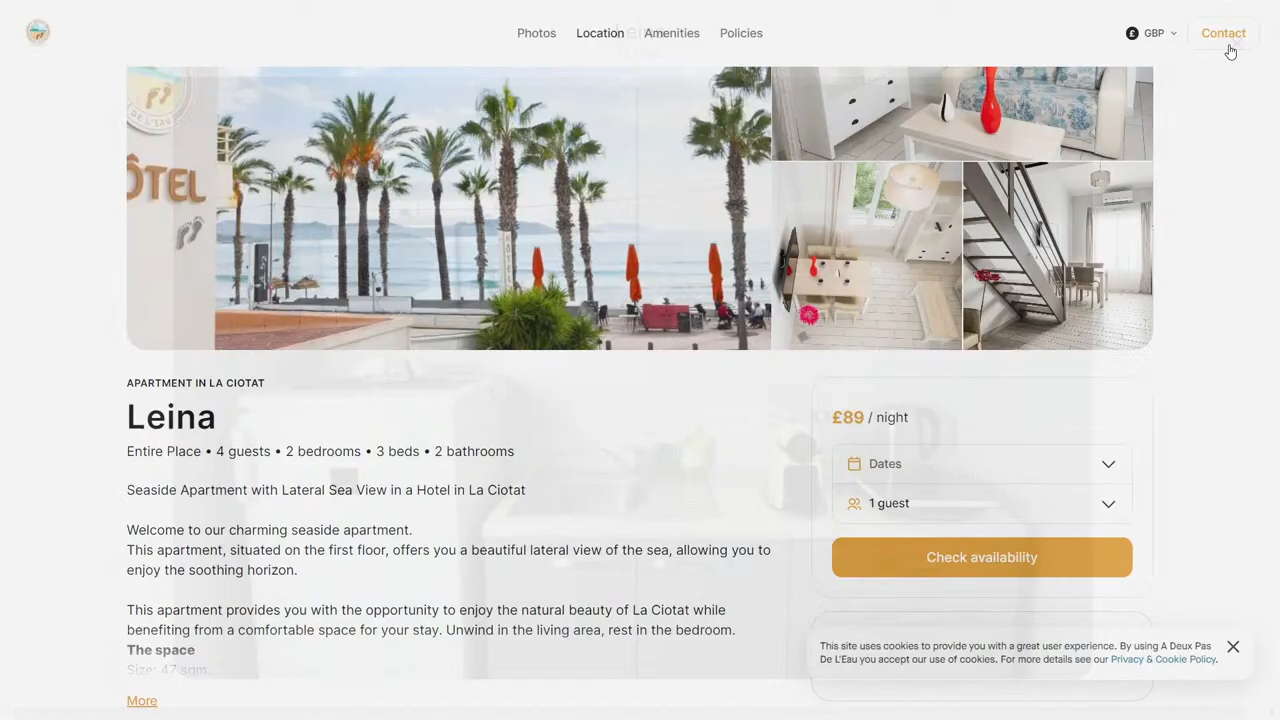 Photos Location Amenities Policies
£ GBP
Contact
DE L'EAU
ÔTEL
APARTMENT IN LA CIOTAT
Leina
Entire Place • 4 guests • 2 bedrooms • 3 beds • 2 bathrooms
Seaside Apartment with Lateral Sea View in a Hotel in La Ciotat
Welcome to our charming seaside apartment.
This apartment, situated on the first floor, offers you a beautiful lateral view of the sea, allowing you to
enjoy the soothing horizon.
This apartment provides you with the opportunity to enjoy the natural beauty of La Ciotat while
benefiting from a comfortable space for your stay. Unwind in the living area, rest in the bedroom.
The space
Size: 47 sqm...
More
£89 / night
Dates
1 guest
Check availability
This site uses cookies to provide you with a great user experience. By using A Deux Pas
De L'Eau you accept our use of cookies. For more details see our Privacy & Cookie Policy.